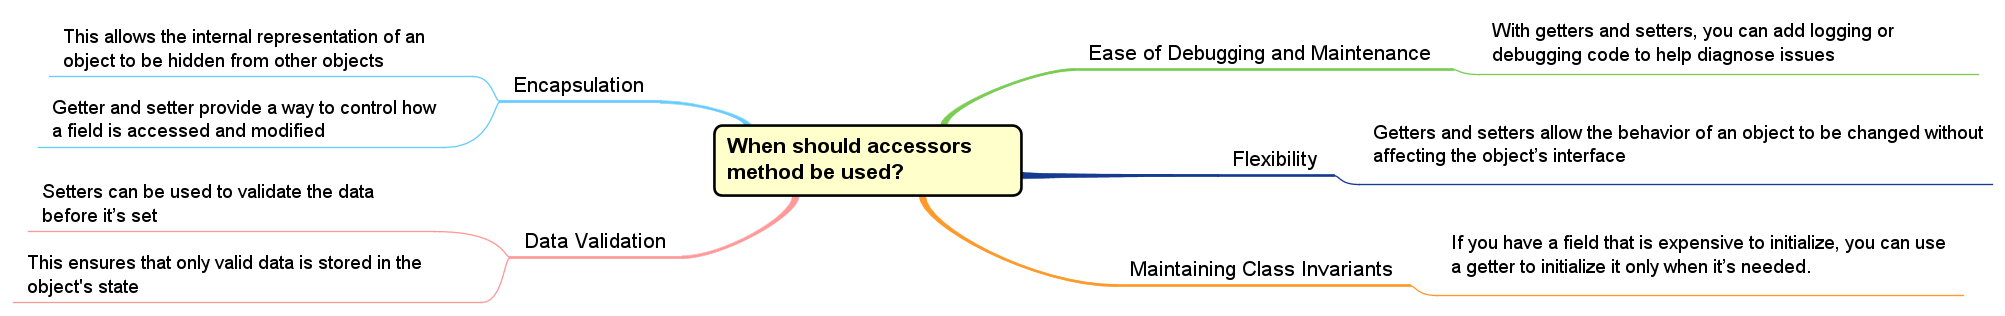 When should accessors
method be used?
Encapsulation
This allows the internal representation of an
object to be hidden from other objects
Getter and setter provide a way to control how
a field is accessed and modified
Data Validation
Setters can be used to validate the data
before it’s set
This ensures that only valid data is stored in the
object's state
Ease of Debugging and Maintenance
With getters and setters, you can add logging or
debugging code to help diagnose issues
Flexibility
Getters and setters allow the behavior of an object to be changed without
affecting the object’s interface
Maintaining Class Invariants
If you have a field that is expensive to initialize, you can use
a getter to initialize it only when it’s needed.